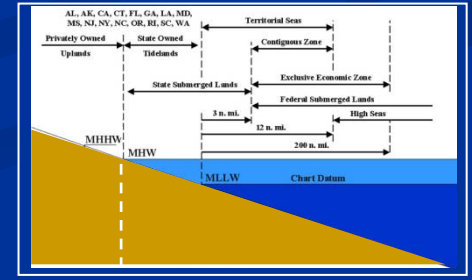 AL, AK, CA, CT, FL, GA, LA, MD,
MS, NJ, NY, NC, OR, RI, SC, WA
Territorial Seas
Privately Owned
State Owned
Contiguous Zone
Uplands
Tidelands
State Submerged Lands
Exclusive Economic Zone
Federal Submerged Lands
3 n. mi.
High Seas
12 n. mi.
MHHW
MHW
200 n. mi.
MLLW
Chart Datum